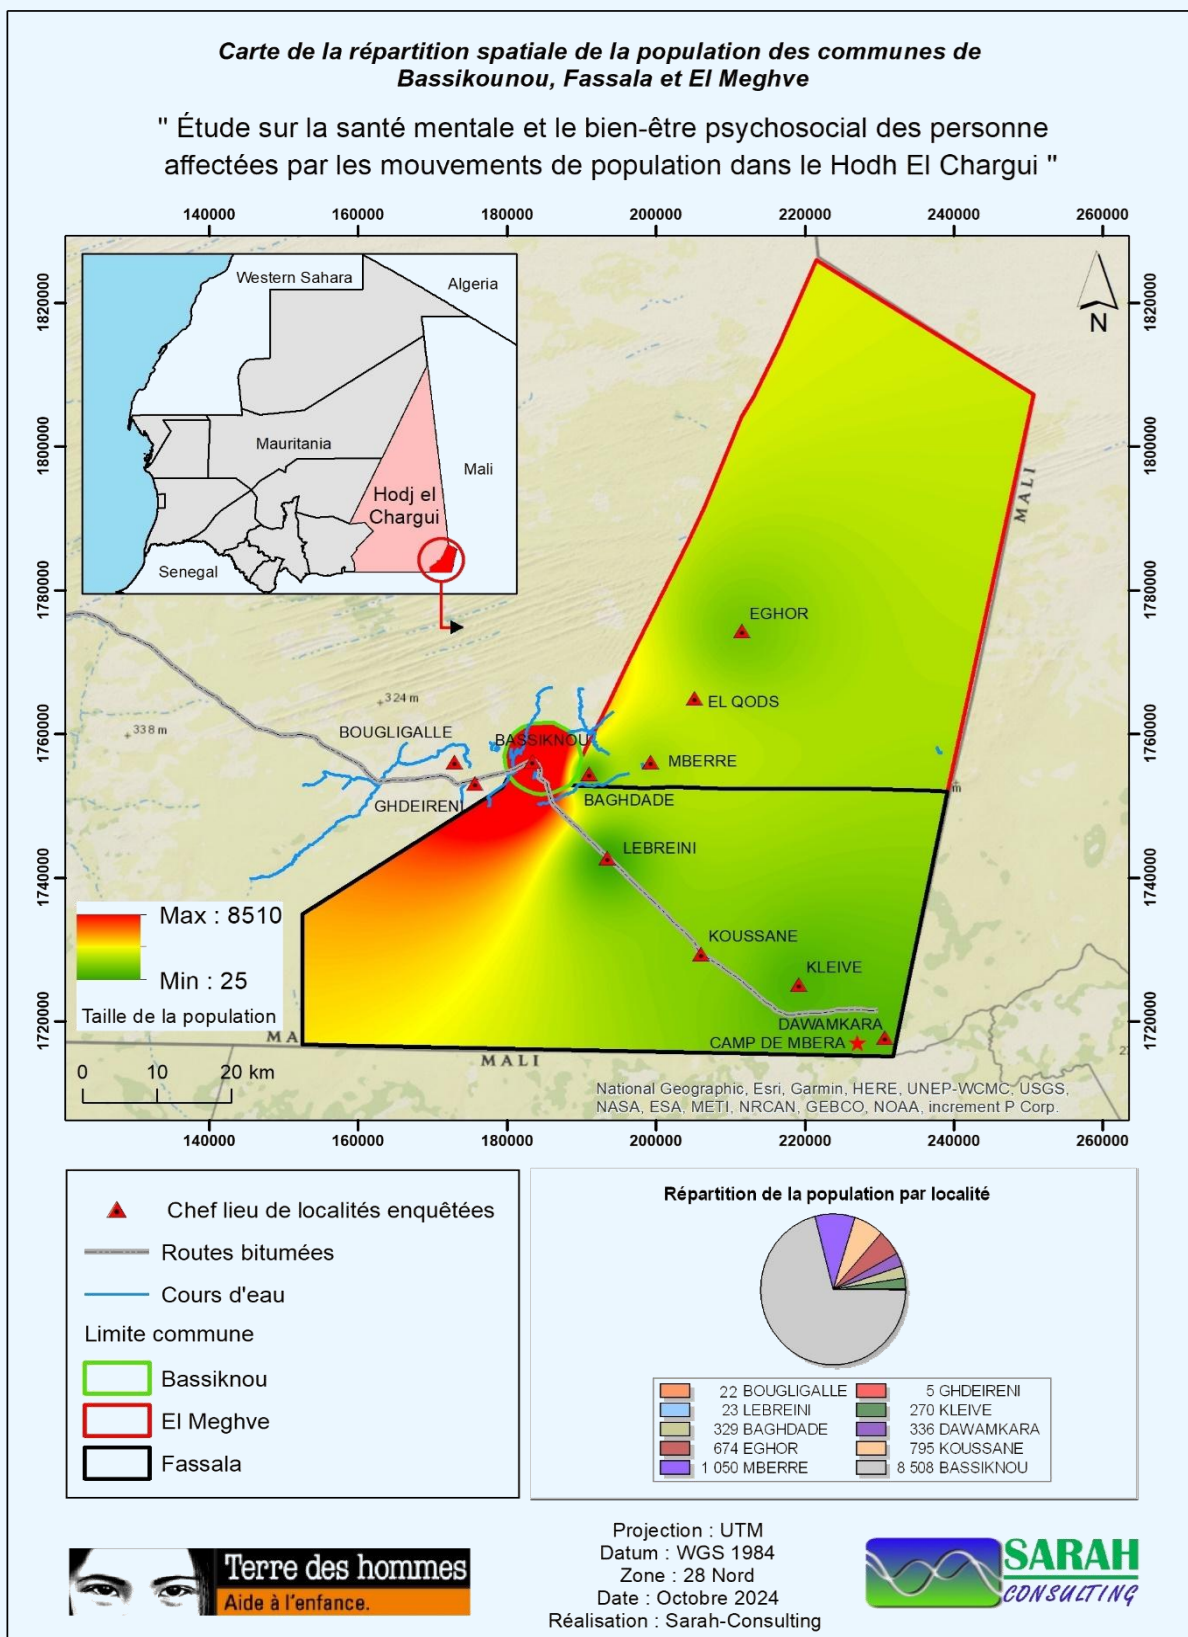 Carte de la répartition spatiale de la population des communes de
Bassikounou, Fassala et El Meghve
" Étude sur la santé mentale et le bien-être psychosocial des personne
affectées par les mouvements de population dans le Hodh El Chargui "
140000 160000 180000 200000 220000 240000 260000
1820000
1800000
1780000
1760000
1740000
1720000
Western Sahara
Algeria
Mauritania
Mali
Hodj el
Chargui
Senegal
N
1820000
1800000
1780000
1760000
1740000
1720000
MALI
EGHOR
EL QODS
324 m
338 m
BOUGLIGALLE
BASSIKNOU
MBERRE
GHDEIRENI
BAGHDADE
m
LEBREINI
Max : 8510
Min : 25
Taille de la population
KOUSSANE
KLEIVE
DAWAMKARA
CAMP DE MBERA
MA
MALI
0 10 20 km
National Geographic, Esri, Garmin, HERE, UNEP-WCMC, USGS,
NASA, ESA, METI, NRCAN, GEBCO, NOAA, increment P Corp.
140000 160000 180000 200000 220000 240000 260000
Chef lieu de localités enquêtées
Routes bitumées
Cours d'eau
Limite commune
Bassiknou
El Meghve
Fassala
Répartition de la population par localité
22 BOUGLIGALLE 5 GHDEIRENI
23 LEBREINI 270 KLEIVE
329 BAGHDADE 336 DAWAMKARA
674 EGHOR 795 KOUSSANE
1 050 MBERRE 8 508 BASSIKNOU
Terre des hommes
Aide à l'enfance.
Projection : UTM
Datum : WGS 1984
Zone : 28 Nord
Date : Octobre 2024
Réalisation : Sarah-Consulting
SARAH
CONSULTING